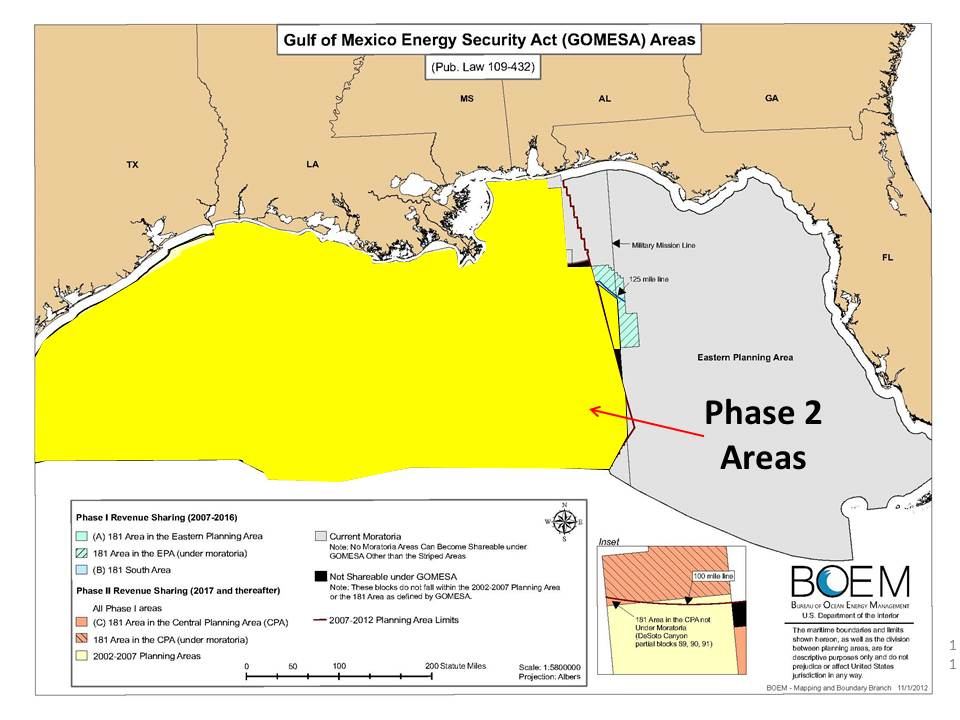 Gulf of Mexico Energy Security Act (GOMESA) Areas
(Pub. Law 109-432)
MS
AL
GA
TX
LA
FL
Military Mission Line
125 mile line
Eastern Planning Area
Phase 2
Areas
Phase I Revenue Sharing (2007-2016)
(A) 181 Area in the Eastern Planning Area
181 Area in the EPA (under moratoria)
(B) 181 South Area
Phase II Revenue Sharing (2017 and thereafter)
All Phase I areas
(C) 181 Area in the Central Planning Area (CPA)
181 Area in the CPA (under moratoria)
2002-2007 Planning Areas
Current Moratoria
Note: No Moratoria Areas Can Become Shareable under
GOMESA Other than the Striped Areas
Not Shareable under GOMESA
Note: These blocks do not fall within the 2002-2007 Planning Area
or the 181 Area as defined by GOMESA.
2007-2012 Planning Area Limits
N
W
E
S
0 50 100 200 Statute Miles
Scale: 1:5800000
Projection: Albers
Inset
100 mile line
181 Area in the CPA not
Under Moratoria
(DeSoto Canyon
partial blocks 89, 90, 91)
BOEM
BUREAU OF OCEAN ENERGY MANAGEMENT
U.S. Department of the Interior
The maritime boundaries and limits
shown hereon, as well as the division
between planning areas, are for
descriptive purposes only and do not
prejudice or affect United States
jurisdiction in any way.
BOEM - Mapping and Boundary Branch 11/1/2012
1
1